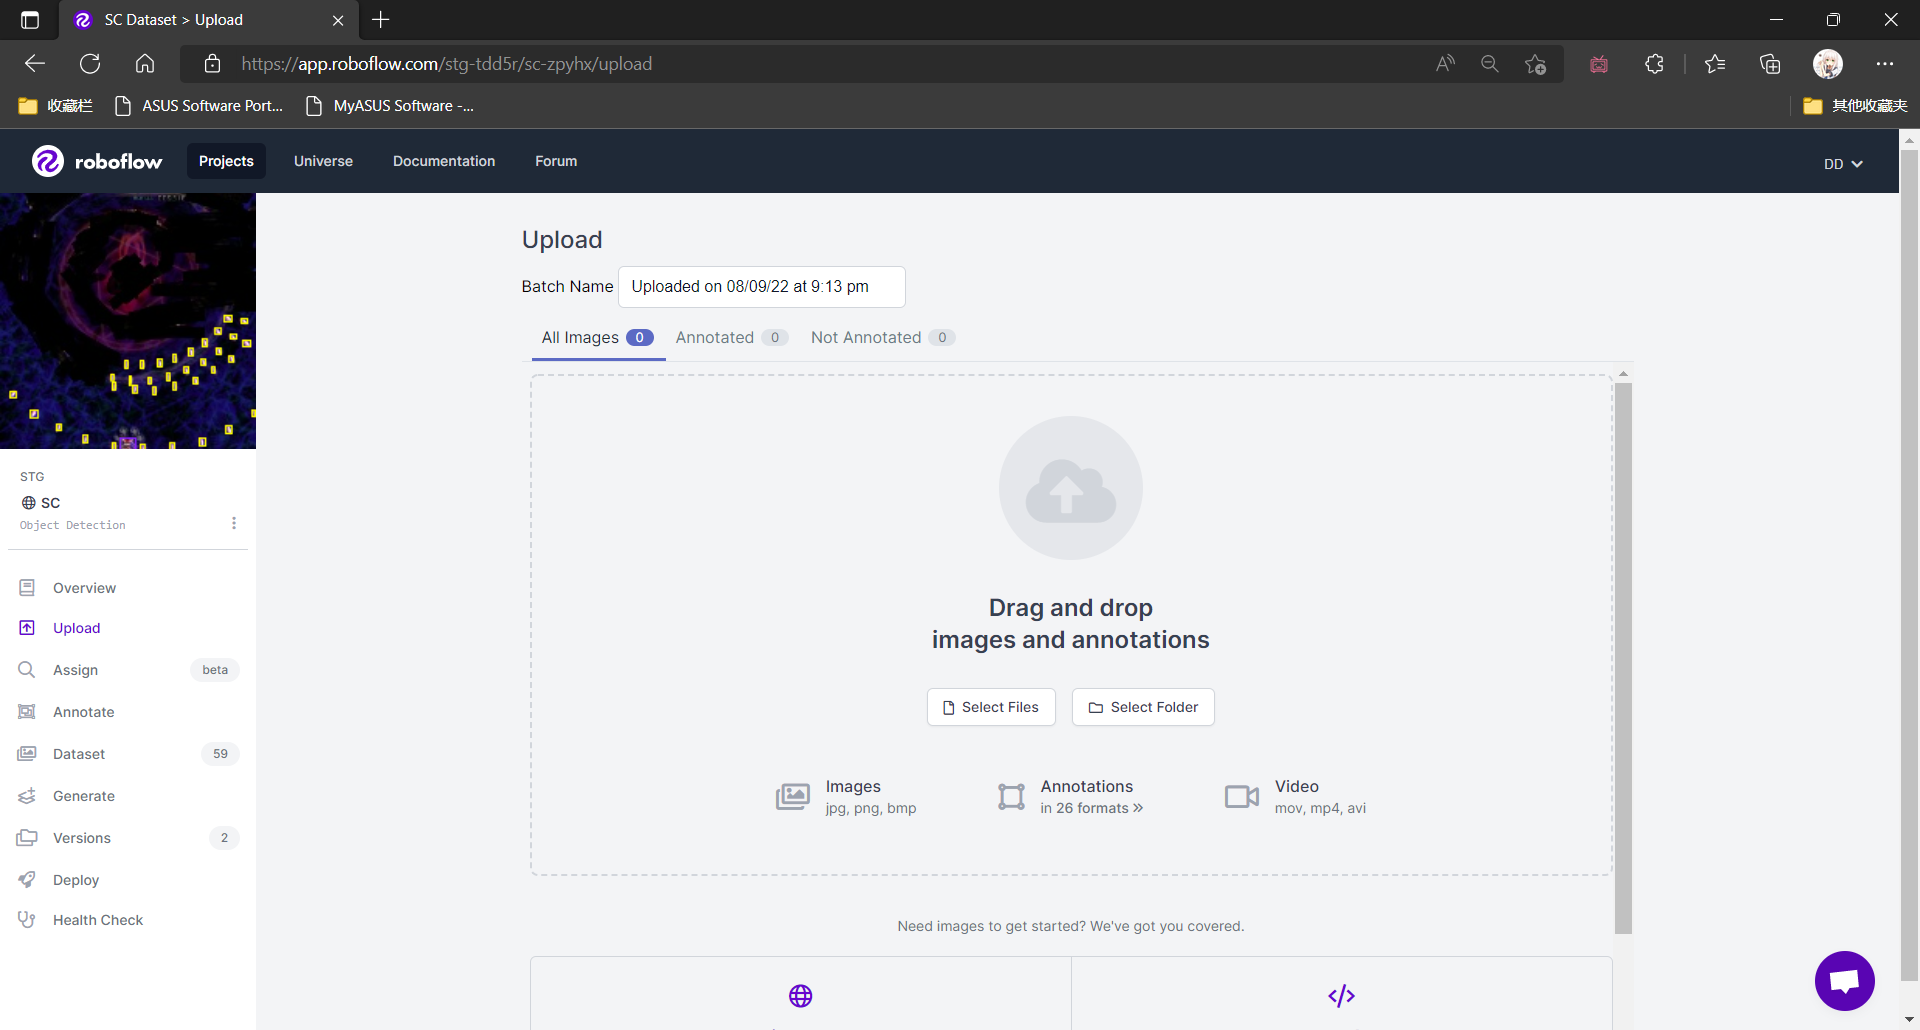 SC Dataset > Upload
https://app.roboflow.com/stg-tdd5r/sc-zpyhx/upload
收藏栏 ASUS Software Port... MyASUS Software -... 其他收藏夹
roboflow Projects Universe Documentation Forum DD
Upload
Batch Name Uploaded on 08/09/22 at 9:13 pm
All Images 0 Annotated 0 Not Annotated 0
STG
SC
Object Detection
Overview
Upload
Assign beta
Annotate
Dataset 59
Generate
Versions 2
Deploy
Health Check
Drag and drop
images and annotations
Select Files Select Folder
Images
jpg, png, bmp
Annotations
in 26 formats »
Video
mov, mp4, avi
Need images to get started? We've got you covered.